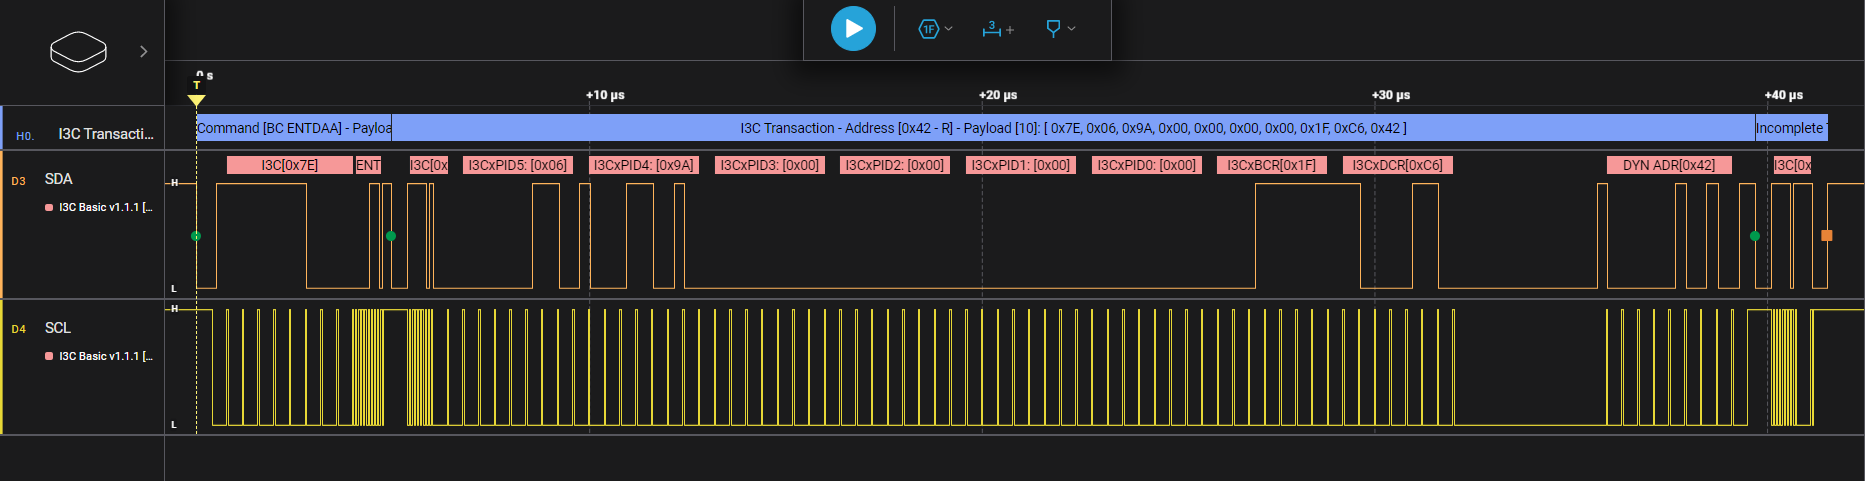 1F
3
0 s
T
+10 µs
+20 µs
+30 µs
+40 µs
H0. I3C Transacti...
Command [BC ENTDAA] - Payloa
I3C Transaction - Address [0x42 - R] - Payload [10]: [ 0x7E, 0x06, 0x9A, 0x00, 0x00, 0x00, 0x00, 0x1F, 0xC6, 0x42 ]
Incomplete
I3C[0x7E]
ENT
I3C[0x
I3CxPID5: [0x06]
I3CxPID4: [0x9A]
I3CxPID3: [0x00]
I3CxPID2: [0x00]
I3CxPID1: [0x00]
I3CxPID0: [0x00]
I3CxBCR[0x1F]
I3CxDCR[0xC6]
DYN ADR[0x42]
I3C[0x
D3 SDA
H
I3C Basic v1.1.1 [...
L
H
D4 SCL
I3C Basic v1.1.1 [...
L